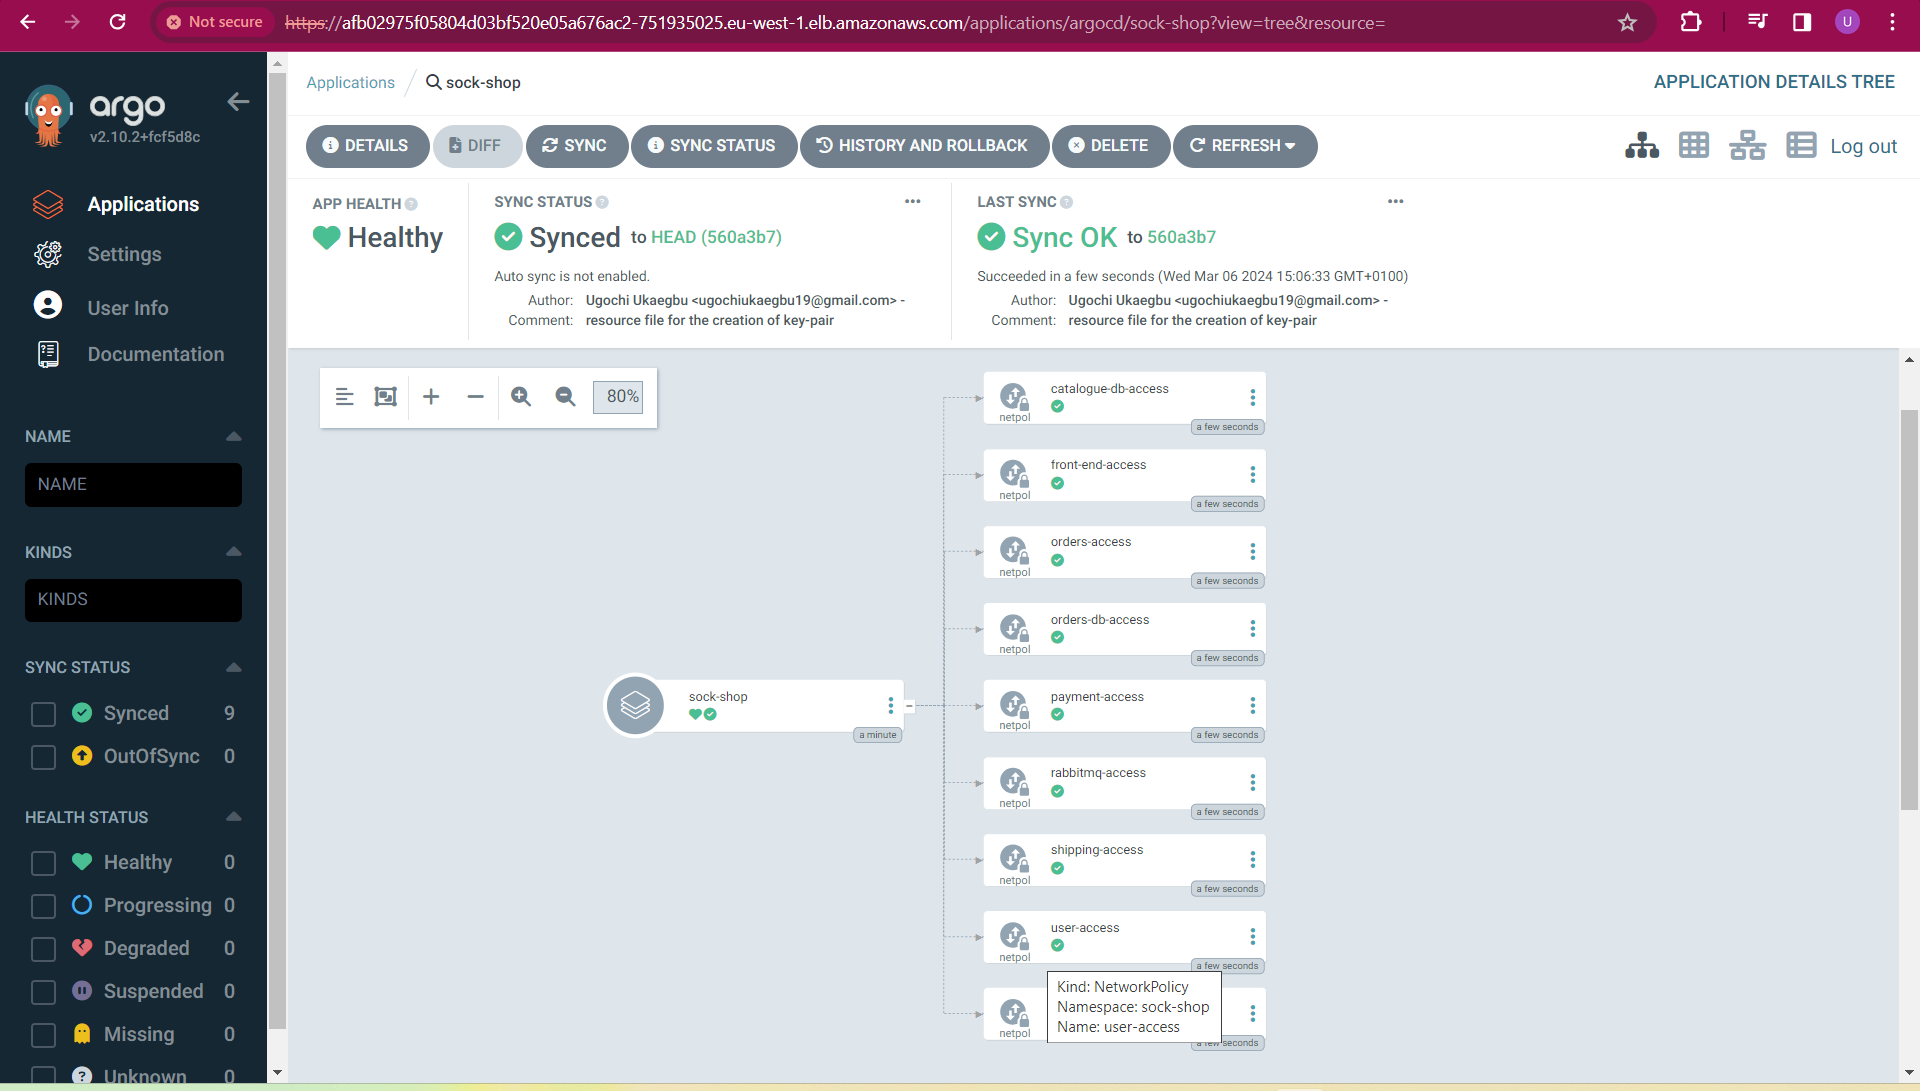 Not secure
https://afb02975f05804d03bf520e05a676ac2-751935025.eu-west-1.elb.amazonaws.com/applications/argocd/sock-shop?view=tree&resource=
U
argo
v2.10.2+fcf5d8c
Applications
Settings
User Info
Documentation
NAME
NAME
KINDS
KINDS
SYNC STATUS
Synced 9
OutOfSync 0
HEALTH STATUS
Healthy 0
Progressing 0
Degraded 0
Suspended 0
Missing 0
Unknown 0
Applications / sock-shop
APPLICATION DETAILS TREE
DETAILS DIFF SYNC SYNC STATUS HISTORY AND ROLLBACK DELETE REFRESH
Log out
APP HEALTH
Healthy
SYNC STATUS
Synced to HEAD (560a3b7)
Auto sync is not enabled.
Author: Ugochi Ukaegbu <ugochiukaegbu19@gmail.com> -
Comment: resource file for the creation of key-pair
LAST SYNC
Sync OK to 560a3b7
Succeeded in a few seconds (Wed Mar 06 2024 15:06:33 GMT+0100)
Author: Ugochi Ukaegbu <ugochiukaegbu19@gmail.com> -
Comment: resource file for the creation of key-pair
80%
sock-shop
a minute
catalogue-db-access
netpol
a few seconds
front-end-access
netpol
a few seconds
orders-access
netpol
a few seconds
orders-db-access
netpol
a few seconds
payment-access
netpol
a few seconds
rabbitmq-access
netpol
a few seconds
shipping-access
netpol
a few seconds
user-access
netpol
a few seconds
Kind: NetworkPolicy
Namespace: sock-shop
Name: user-access
netpol
a few seconds